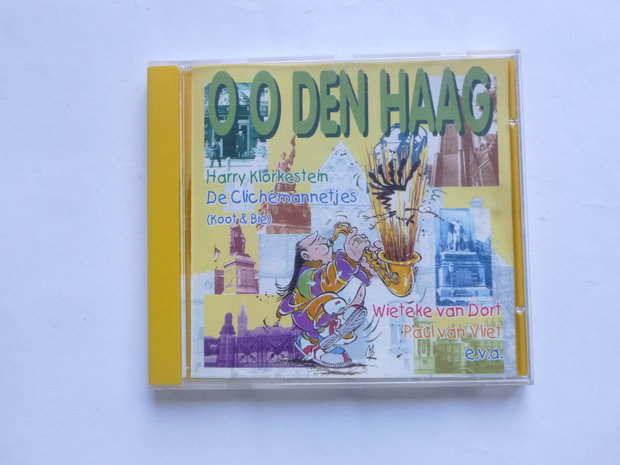 O O DEN HAAG
Harry Klorkestein
De Clichémannetjes
(Koot & Bie)
Wieteke van Dort
Paul van Vliet
e.v.a.